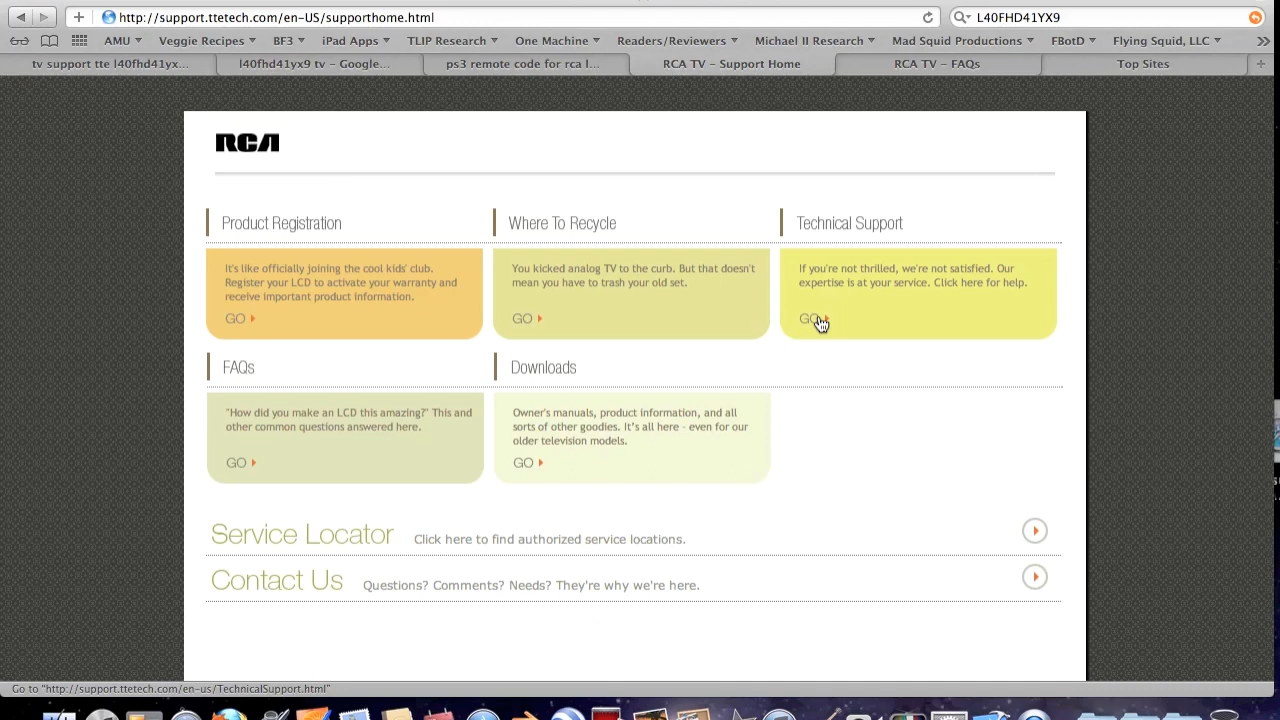 http://support.ttetech.com/en-US/supporthome.html
L40FHD41YX9
AMU
Veggie Recipes
BF3
iPad Apps
TLIP Research
One Machine
Readers/Reviewers
Michael II Research
Mad Squid Productions
FBotD
Flying Squid, LLC
tv support tte l40fhd41yx...
l40fhd41yx9 tv - Google...
ps3 remote code for rca l...
RCA TV - Support Home
RCA TV - FAQs
Top Sites
RCA
Product Registration
It's like officially joining the cool kids' club.
Register your LCD to activate your warranty and
receive important product information.
GO
Where To Recycle
You kicked analog TV to the curb. But that doesn't
mean you have to trash your old set.
GO
Technical Support
If you're not thrilled, we're not satisfied. Our
expertise is at your service. Click here for help.
GO
FAQs
"How did you make an LCD this amazing?" This and
other common questions answered here.
GO
Downloads
Owner's manuals, product information, and all
sorts of other goodies. It's all here - even for our
older television models.
GO
Service Locator Click here to find authorized service locations.
Contact Us Questions? Comments? Needs? They're why we're here.
Go to "http://support.ttetech.com/en-us/TechnicalSupport.html"